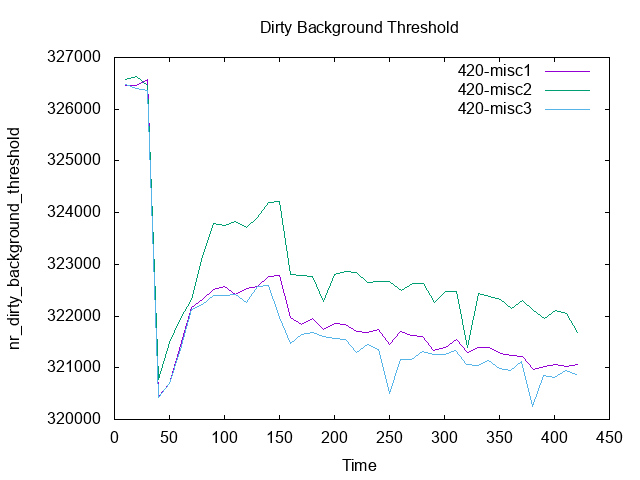 Dirty Background Threshold
327000
326000
325000
324000
323000
322000
321000
320000
nr_dirty_background_threshold
420-misc1
420-misc2
420-misc3
0 50 100 150 200 250 300 350 400 450
Time